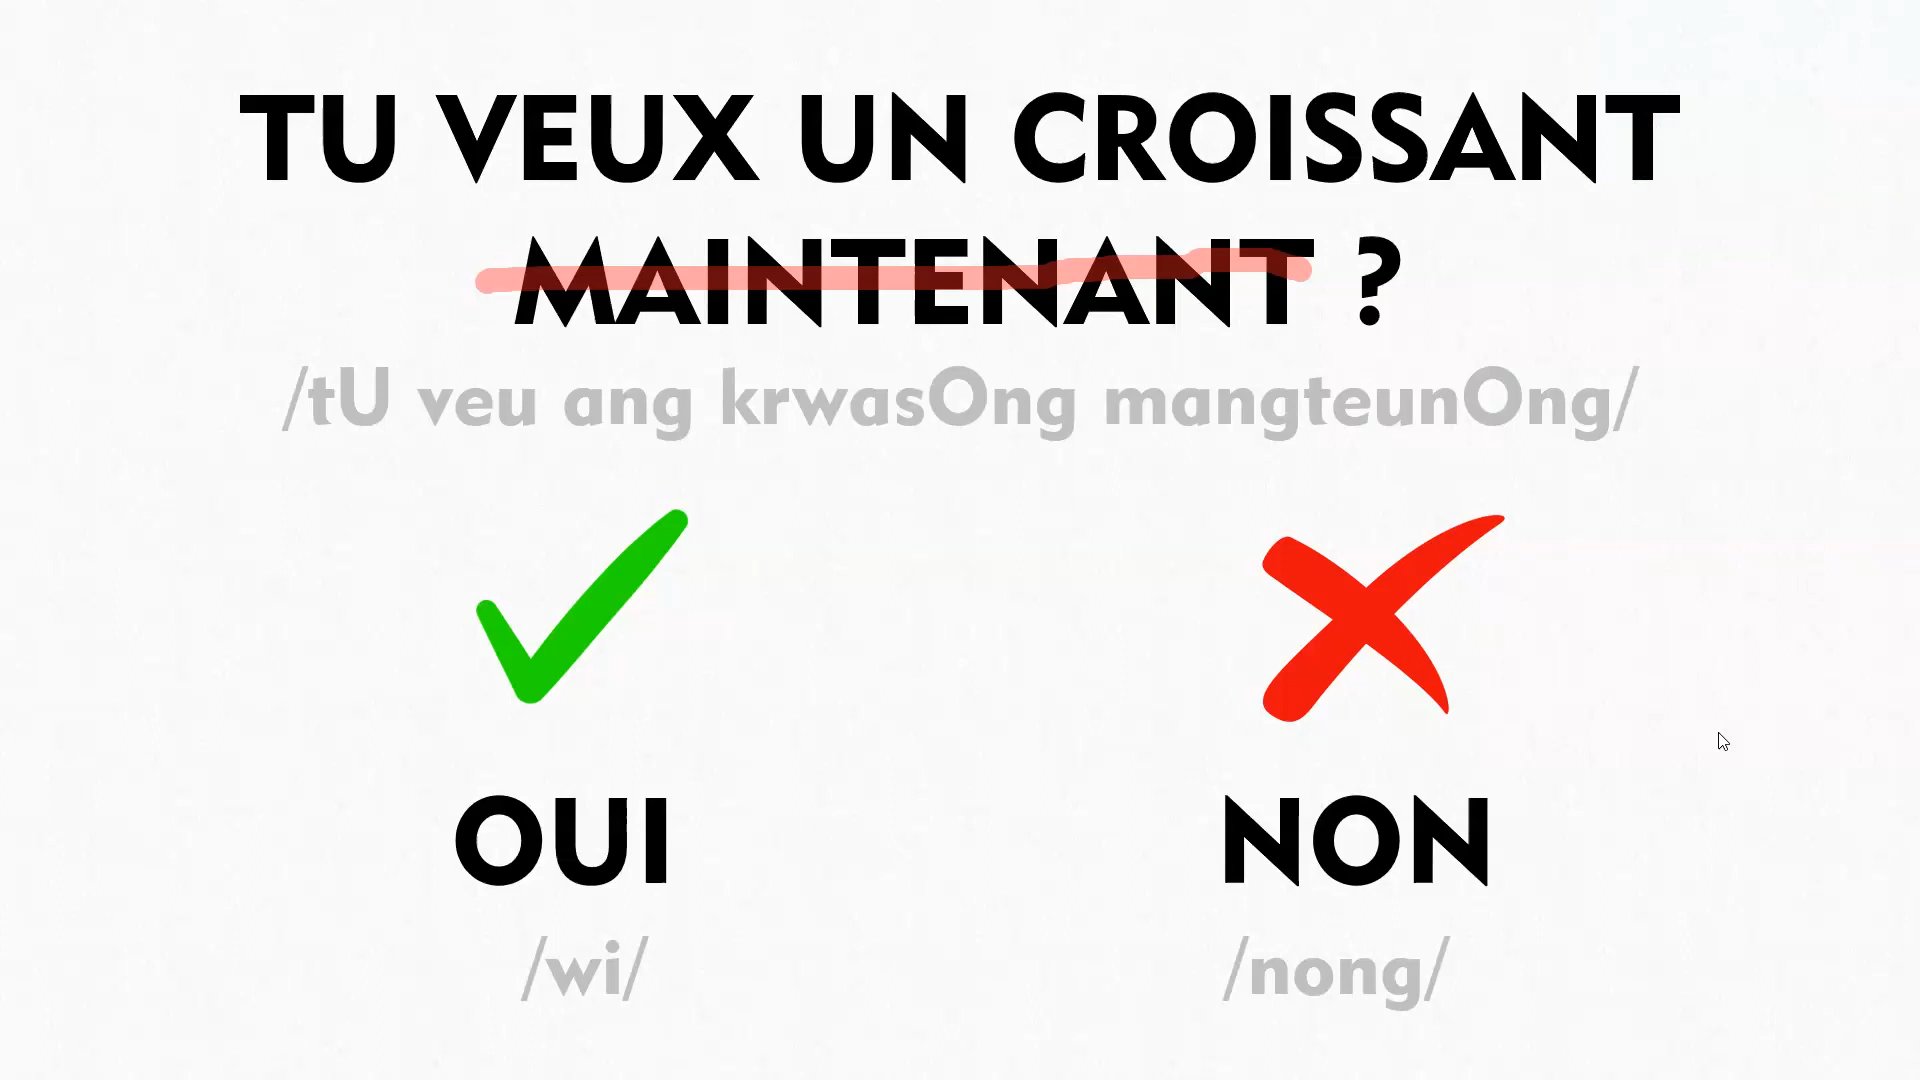 TU VEUX UN CROISSANT
MAINTENANT ?
/tU veu ang krwasOng mangteunOng/
OUI
NON
/wi/
/nong/